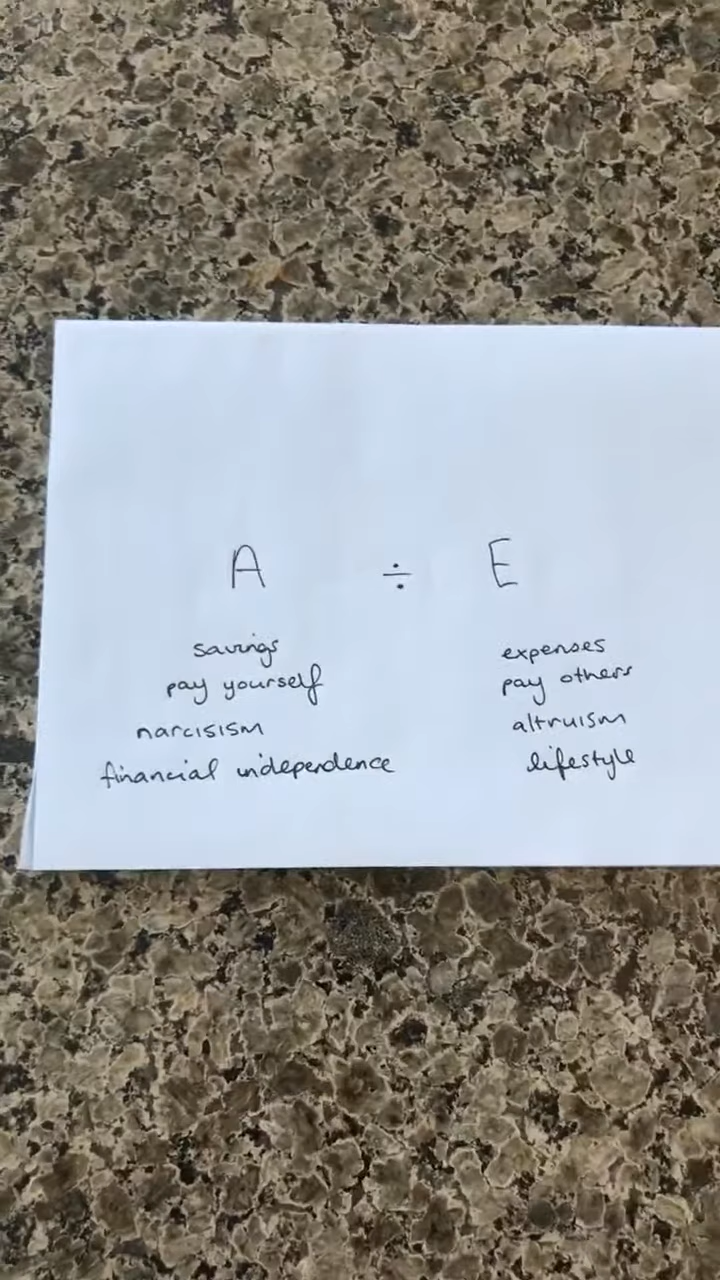 A ÷ E
savings expenses
pay yourself pay others
narcisism altruism
financial independence lifestyle